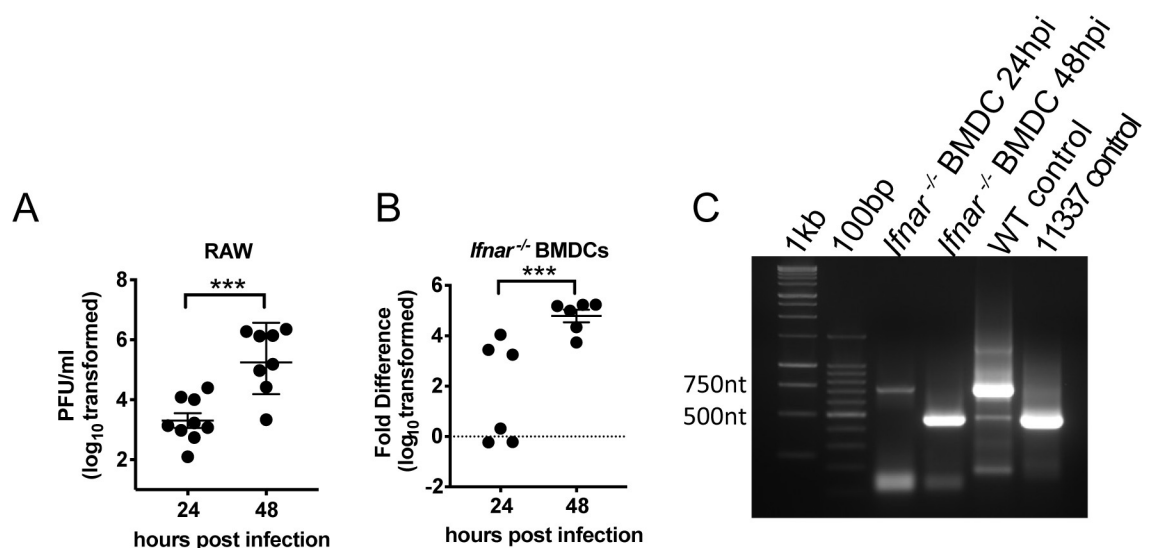 A
RAW
***
PFU/ml
(log10 transformed)
8
6
4
2
24 48
hours post infection
B
Ifnar -/- BMDCs
***
Fold Difference
(log10 transformed)
6
4
2
0
-2
24 48
hours post infection
C
1kb
100bp
Ifnar -/- BMDC 24hpi
Ifnar -/- BMDC 48hpi
WT control
11337 control
750nt
500nt